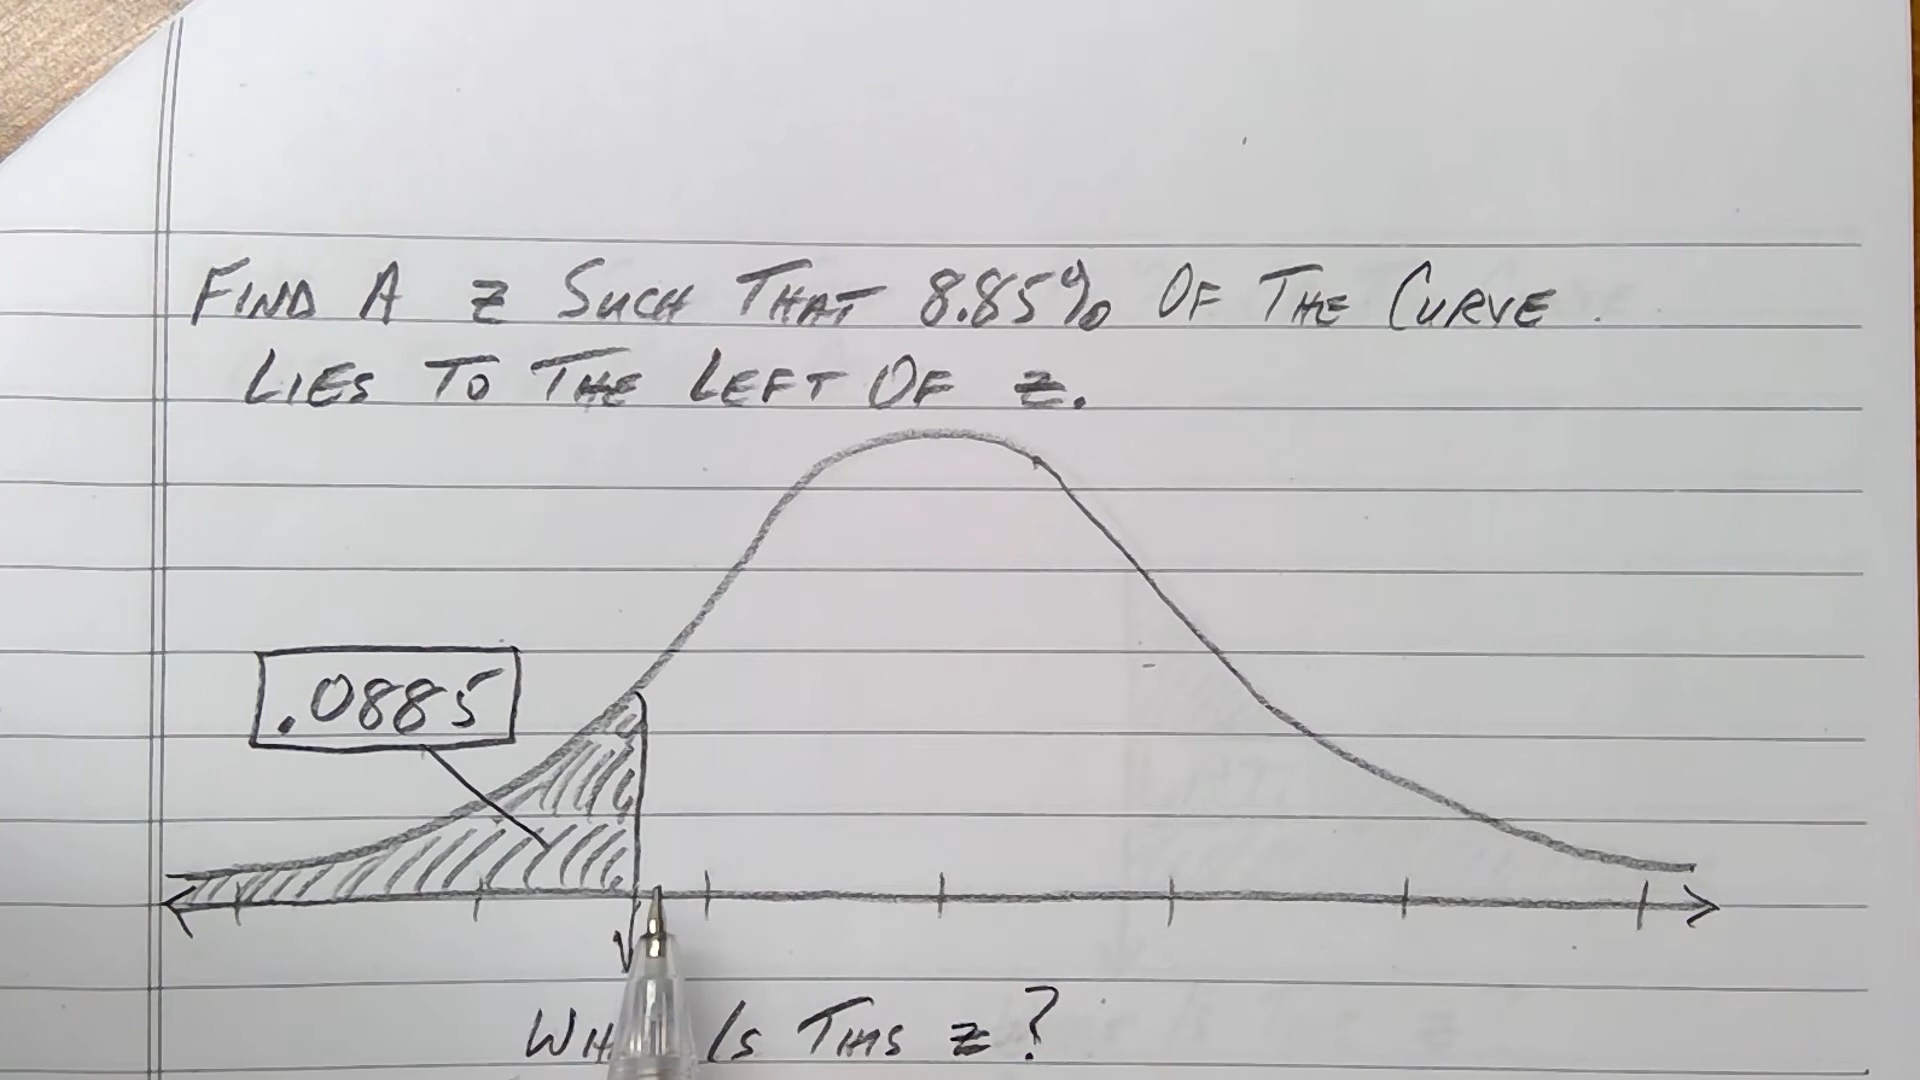 FIND A z SUCH THAT 8.85% OF THE CURVE
LIES TO THE LEFT OF z.
.0885
IS THIS z?